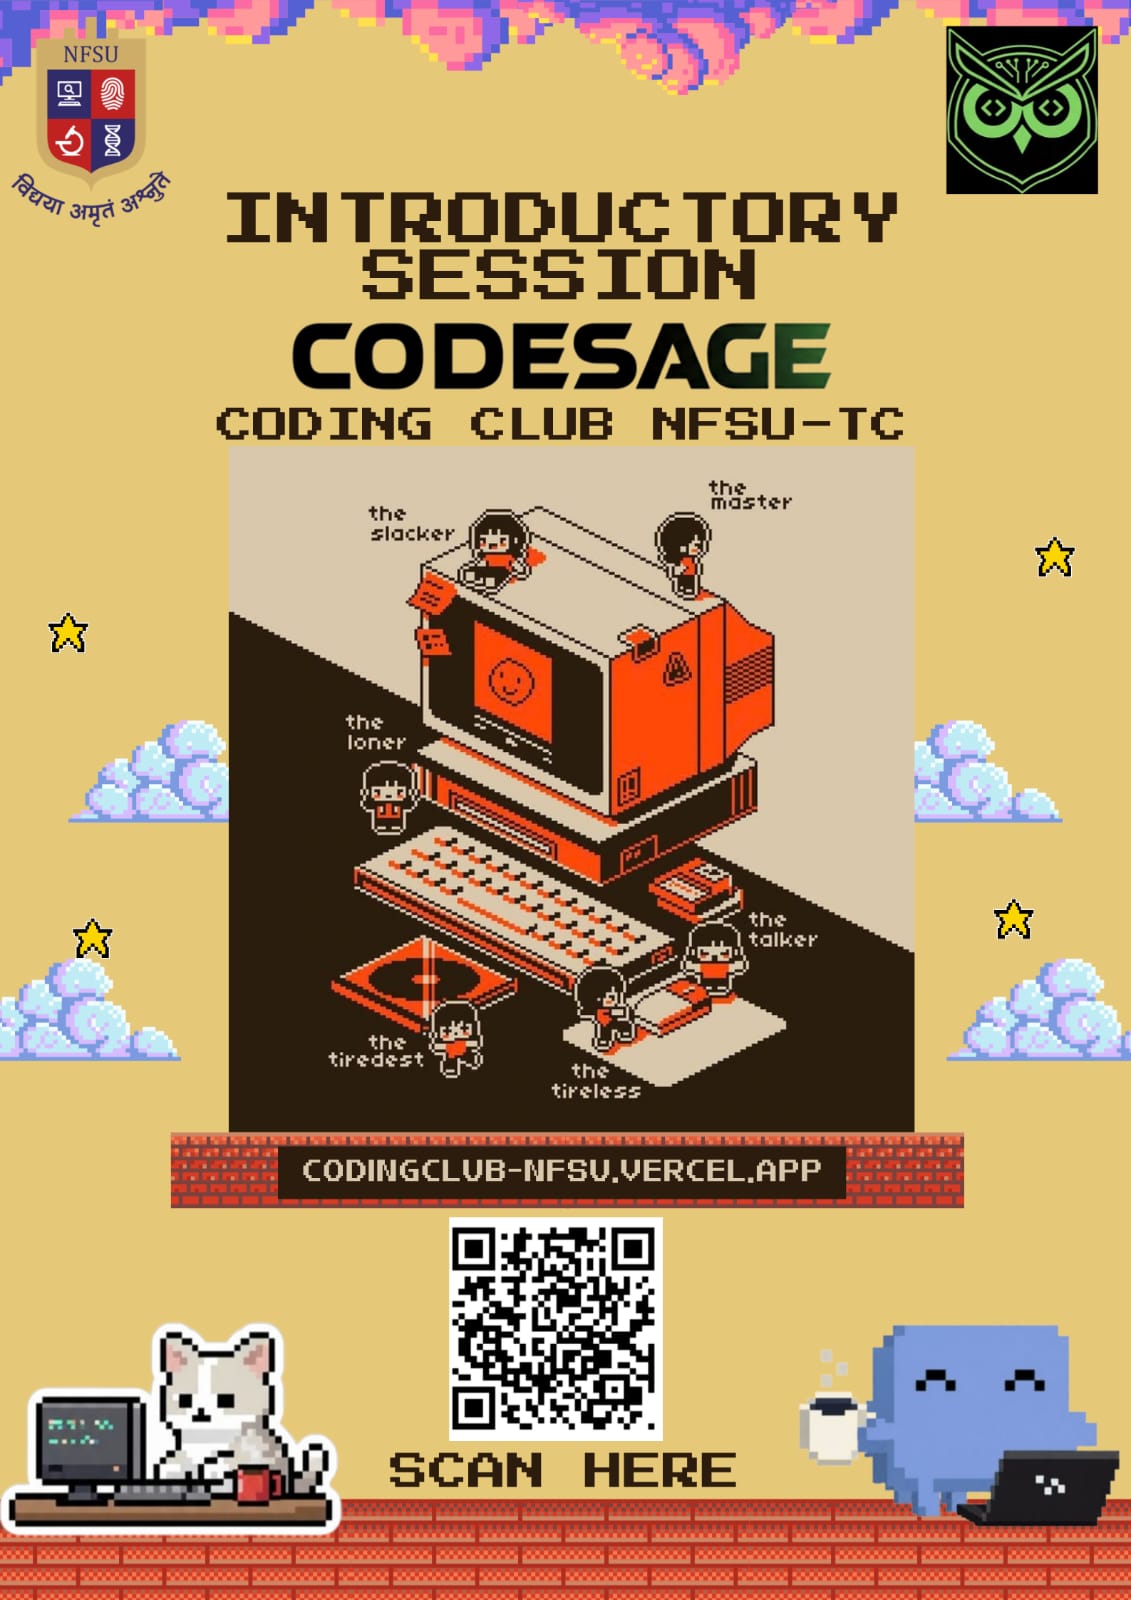 NFSU
विद्यया अमृतं अश्नुते
INTRODUCTORY
SESSION
CODESAGE
CODING CLUB NFSU-TC
the
slacker
the
master
the
loner
the
talker
the
tiredest
the
tireless
CODINGCLUB-NFSU.VERCEL.APP
SCAN HERE